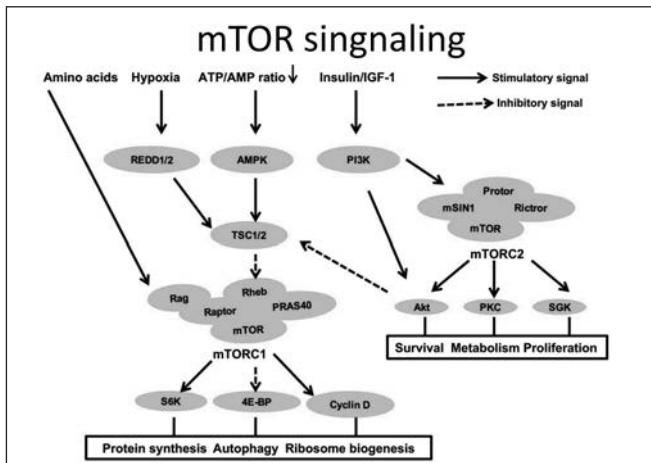 mTOR singnaling
Amino acids Hypoxia ATP/AMP ratio ↓ Insulin/IGF-1
Stimulatory signal
Inhibitory signal
REDD1/2 AMPK PI3K
Protor
mSIN1 Rictror
mTOR
TSC1/2
mTORC2
Rheb
Rag PRAS40
Raptor
mTOR
Akt PKC SGK
mTORC1
Survival Metabolism Proliferation
S6K 4E-BP Cyclin D
Protein synthesis Autophagy Ribosome biogenesis